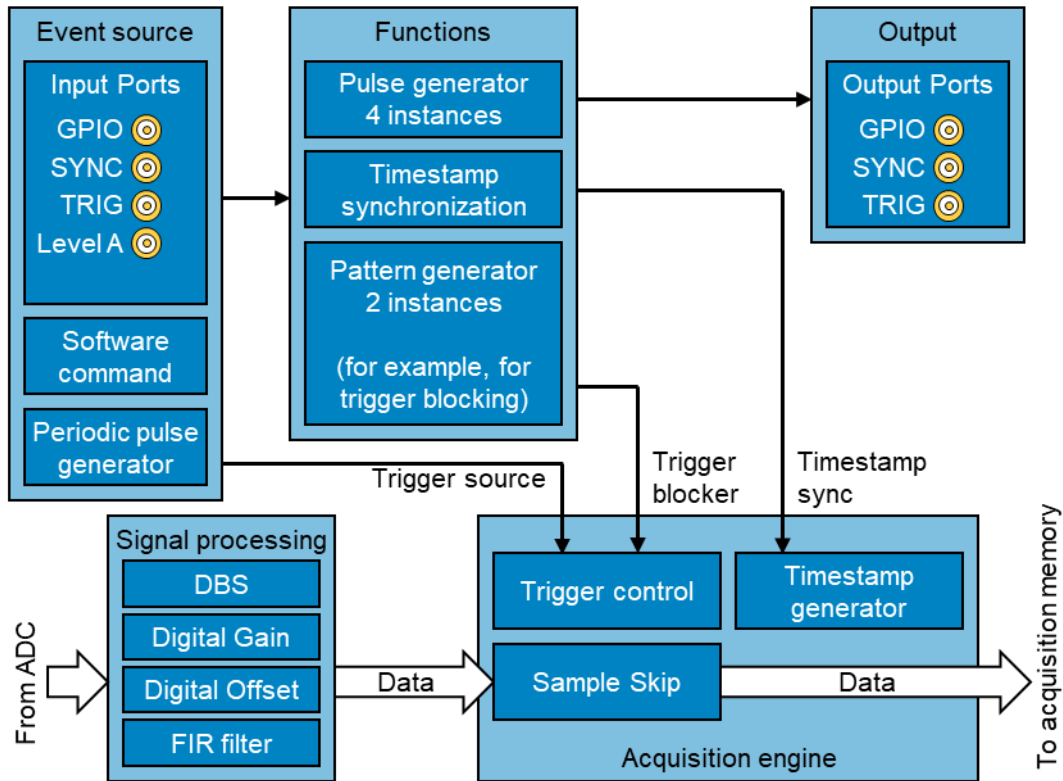 Event source
Input Ports
GPIO
SYNC
TRIG
Level A
Software
command
Periodic pulse
generator
Functions
Pulse generator
4 instances
Timestamp
synchronization
Pattern generator
2 instances
(for example, for
trigger blocking)
Output
Output Ports
GPIO
SYNC
TRIG
Trigger source
Trigger
blocker
Timestamp
sync
From ADC
Signal processing
DBS
Digital Gain
Digital Offset
FIR filter
Data
Trigger control
Timestamp
generator
Sample Skip
Data
Acquisition engine
To acquisition memory